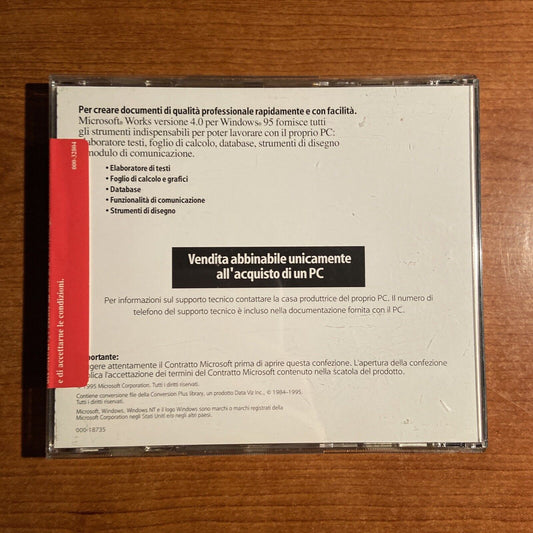 Per creare documenti di qualità professionale rapidamente e con facilità.
Microsoft® Works versione 4.0 per Windows® 95 fornisce tutti
gli strumenti indispensabili per poter lavorare con il proprio PC:
elaboratore testi, foglio di calcolo, database, strumenti di disegno
modulo di comunicazione.
• Elaboratore di testi
• Foglio di calcolo e grafici
• Database
• Funzionalità di comunicazione
• Strumenti di disegno
000-32804
e di accettarne le condizioni.
Vendita abbinabile unicamente
all'acquisto di un PC
Per informazioni sul supporto tecnico contattare la casa produttrice del proprio PC. Il numero di
telefono del supporto tecnico è incluso nella documentazione fornita con il PC.
mportante:
ggere attentamente il Contratto Microsoft prima di aprire questa confezione. L'apertura della confezione
plica l'accettazione dei termini del Contratto Microsoft contenuto nella scatola del prodotto.
1995 Microsoft Corporation. Tutti i diritti riservati.
Contiene conversione file della Conversion Plus library, un prodotto Data Viz Inc., © 1984-1995.
Tutti i diritti riservati.
Microsoft, Windows, Windows NT e il logo Windows sono marchi o marchi registrati della
Microsoft Corporation negli Stati Uniti e/o negli altri paesi.
000-18735